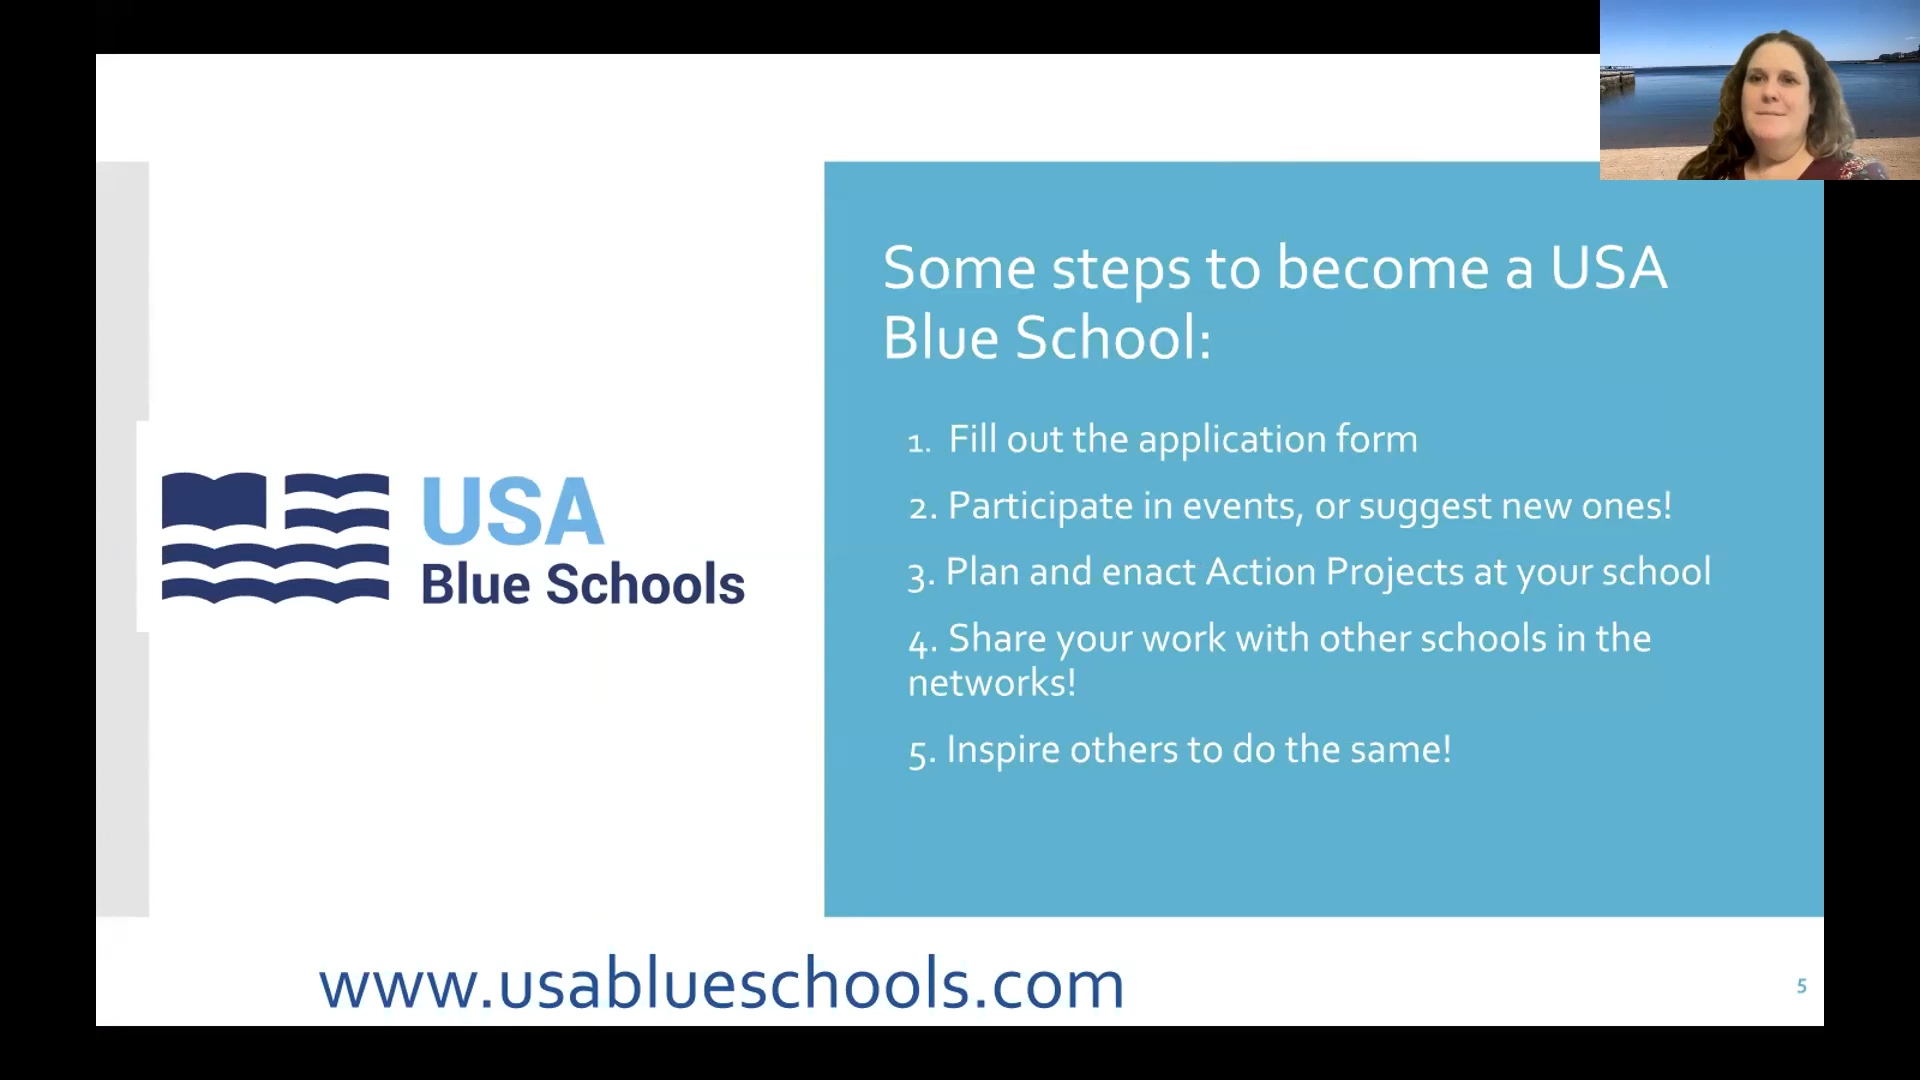 USA
Blue Schools
Some steps to become a USA
Blue School:
1. Fill out the application form
2. Participate in events, or suggest new ones!
3. Plan and enact Action Projects at your school
4. Share your work with other schools in the
networks!
5. Inspire others to do the same!
www.usablueschools.com
5